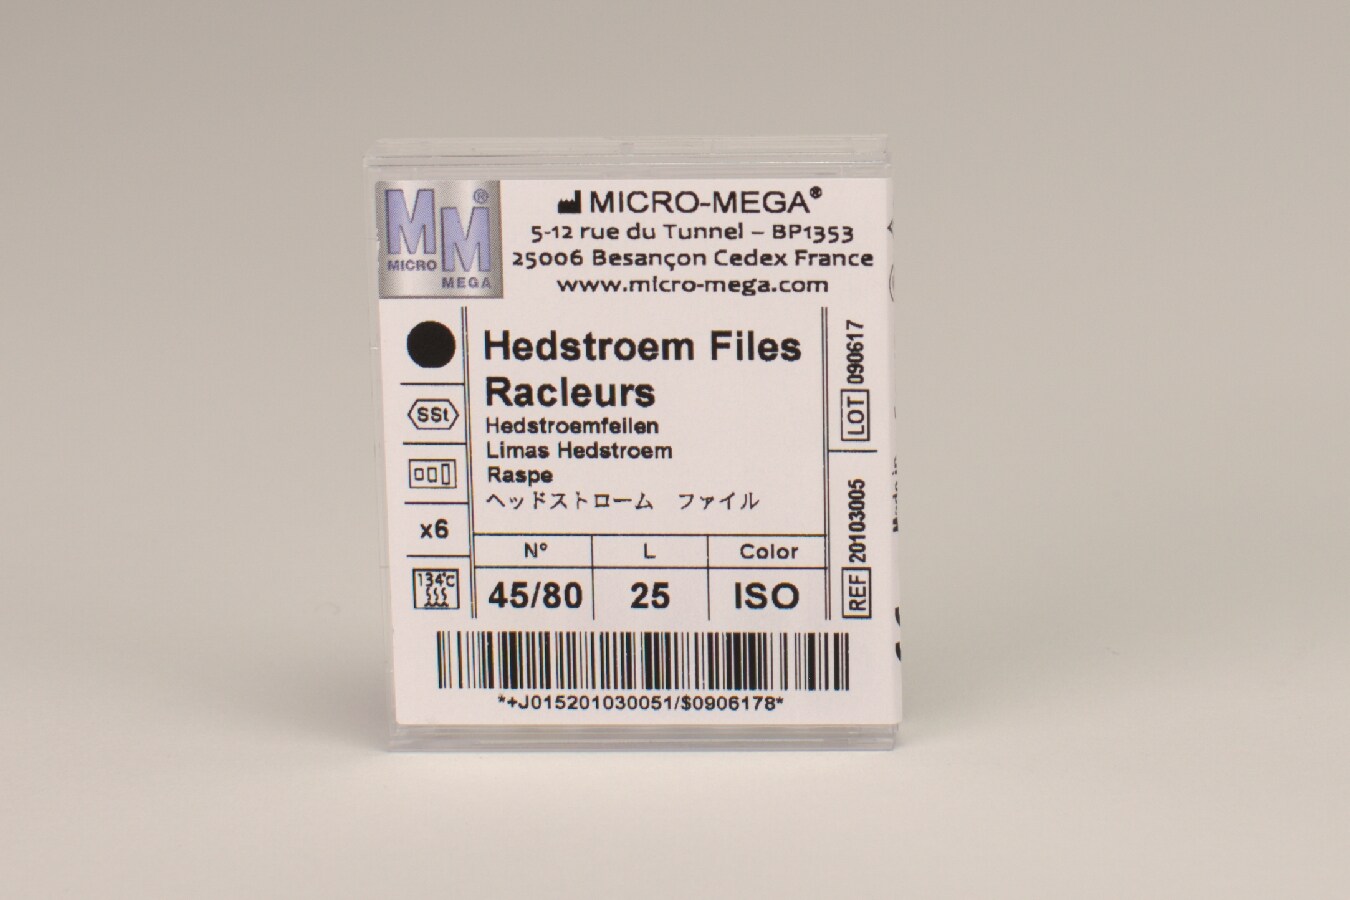 MM®
MICRO
MEGA
MICRO-MEGA®
5-12 rue du Tunnel – BP1353
25006 Besançon Cedex France
www.micro-mega.com
Hedstroem Files
Racleurs
Hedstroemfeilen
Limas Hedstroem
Raspe
ヘッドストローム ファイル
SSt
x6
134°C
N° L Color
45/80 25 ISO
LOT 090617
REF 20103005
*+J015201030051/$0906178*
Made in